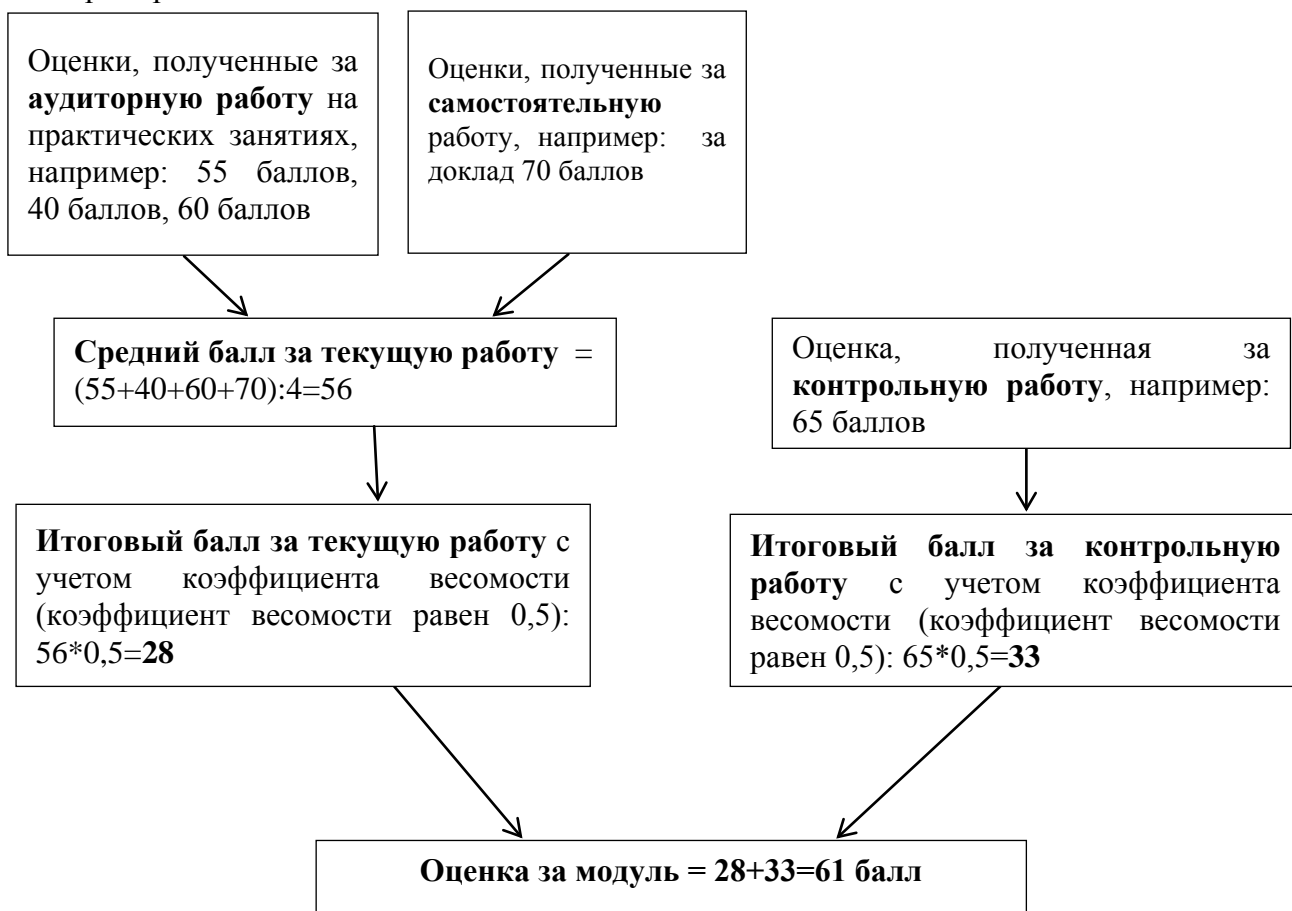 Оценки, полученные за
аудиторную работу на
практических занятиях,
например: 55 баллов,
40 баллов, 60 баллов
Оценки, полученные за
самостоятельную
работу, например: за
доклад 70 баллов
Средний балл за текущую работу =
(55+40+60+70):4=56
Оценка, полученная за
контрольную работу, например:
65 баллов
Итоговый балл за текущую работу с
учетом коэффициента весомости
(коэффициент весомости равен 0,5):
56*0,5=28
Итоговый балл за контрольную
работу с учетом коэффициента
весомости (коэффициент весомости
равен 0,5): 65*0,5=33
Оценка за модуль = 28+33=61 балл